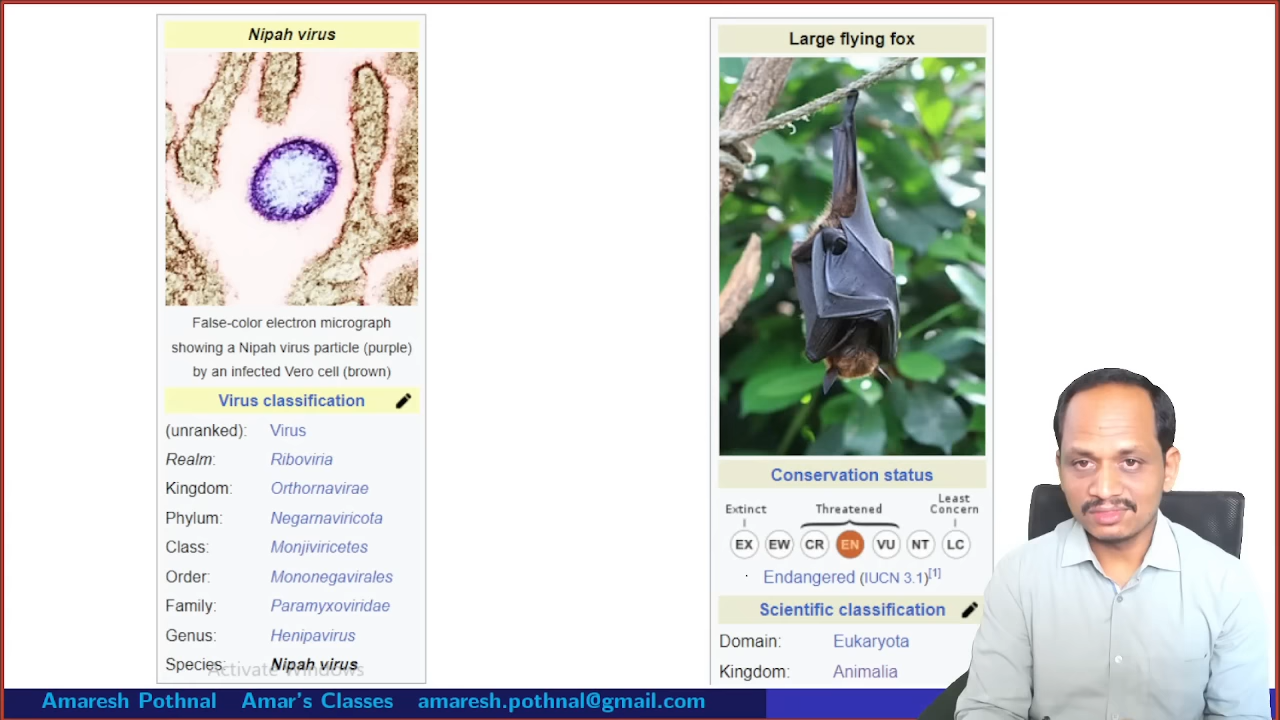 Nipah virus
False-color electron micrograph
showing a Nipah virus particle (purple)
by an infected Vero cell (brown)
Virus classification
(unranked): Virus
Realm: Riboviria
Kingdom: Orthornavirae
Phylum: Negarnaviricota
Class: Monjiviricetes
Order: Mononegavirales
Family: Paramyxoviridae
Genus: Henipavirus
Species: Nipah virus
Activate Windows
Large flying fox
Conservation status
Extinct
Threatened
Least
Concern
EX EW CR EN VU NT LC
Endangered (IUCN 3.1)[1]
Scientific classification
Domain: Eukaryota
Kingdom: Animalia
Amaresh Pothnal Amar's Classes amaresh.pothnal@gmail.com